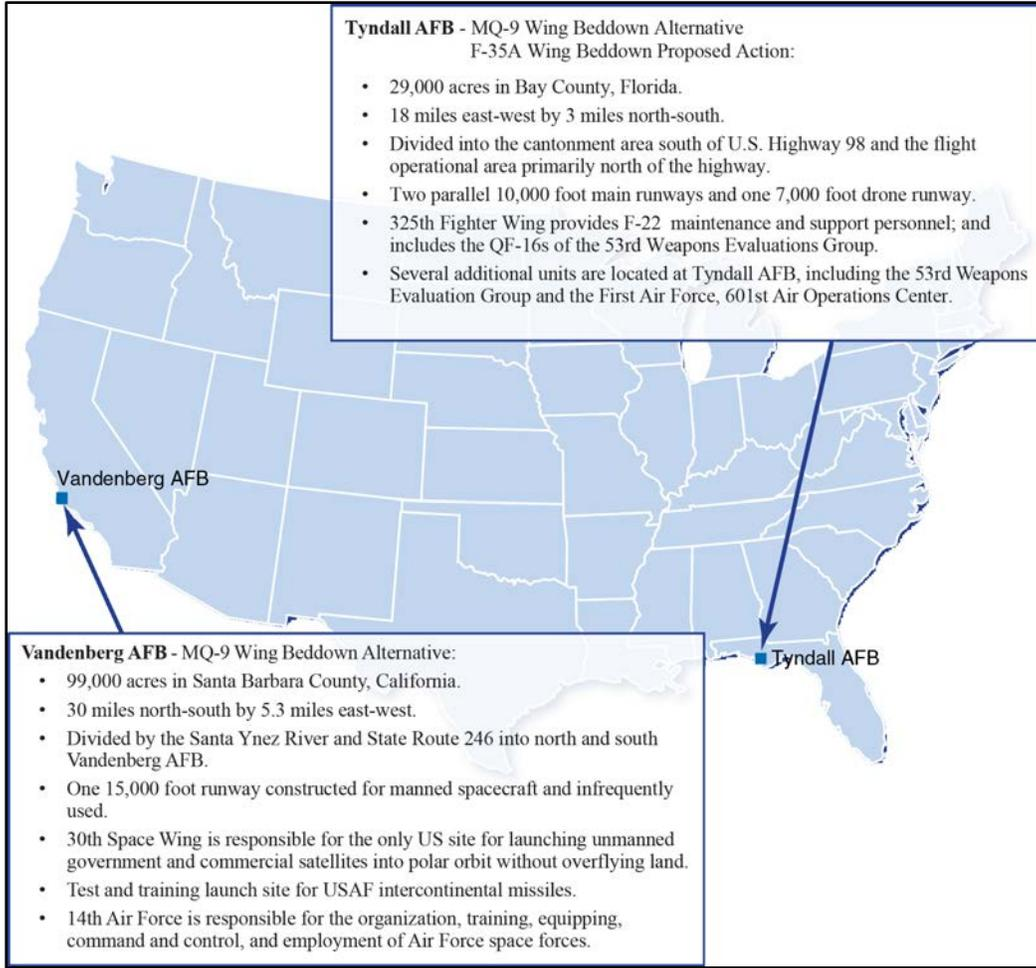 Tyndall AFB - MQ-9 Wing Beddown Alternative
F-35A Wing Beddown Proposed Action:
• 29,000 acres in Bay County, Florida.
• 18 miles east-west by 3 miles north-south.
• Divided into the cantonment area south of U.S. Highway 98 and the flight
operational area primarily north of the highway.
• Two parallel 10,000 foot main runways and one 7,000 foot drone runway.
• 325th Fighter Wing provides F-22 maintenance and support personnel; and
includes the QF-16s of the 53rd Weapons Evaluations Group.
• Several additional units are located at Tyndall AFB, including the 53rd Weapons
Evaluation Group and the First Air Force, 601st Air Operations Center.
Vandenberg AFB
Tyndall AFB
Vandenberg AFB - MQ-9 Wing Beddown Alternative:
• 99,000 acres in Santa Barbara County, California.
• 30 miles north-south by 5.3 miles east-west.
• Divided by the Santa Ynez River and State Route 246 into north and south
Vandenberg AFB.
• One 15,000 foot runway constructed for manned spacecraft and infrequently
used.
• 30th Space Wing is responsible for the only US site for launching unmanned
government and commercial satellites into polar orbit without overflying land.
• Test and training launch site for USAF intercontinental missiles.
• 14th Air Force is responsible for the organization, training, equipping,
command and control, and employment of Air Force space forces.